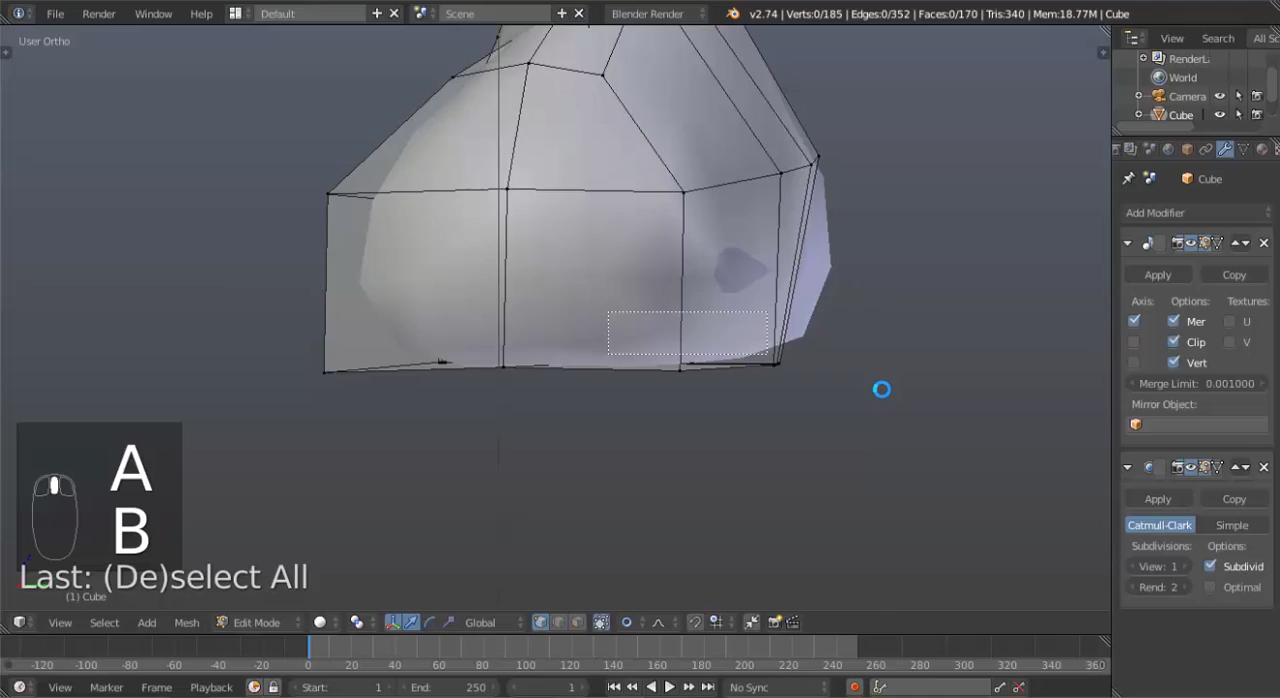 File Render Window Help Default Scene Blender Render v2.74 | Verts:0/185 | Edges:0/352 | Faces:0/170 | Tris:340 | Mem:18.77M | Cube
User Ortho
View Search All Sc
RenderL
World
Camera
Cube
Cube
Add Modifier
Apply Copy
Axis: Options: Textures:
Mer U
Clip V
Vert
Merge Limit: 0.001000
Mirror Object:
Apply Copy
Catmull-Clark Simple
Subdivisions: Options:
View: 1 Subdivid
Rend: 2 Optimal
A
B
Last: (De)select All
(1) Cube
View Select Add Mesh Edit Mode Global
-120 -100 -80 -60 -40 -20 0 20 40 60 80 100 120 140 160 180 200 220 240 260 280 300 320 340 360
View Marker Frame Playback Start: 1 End: 250 1 No Sync